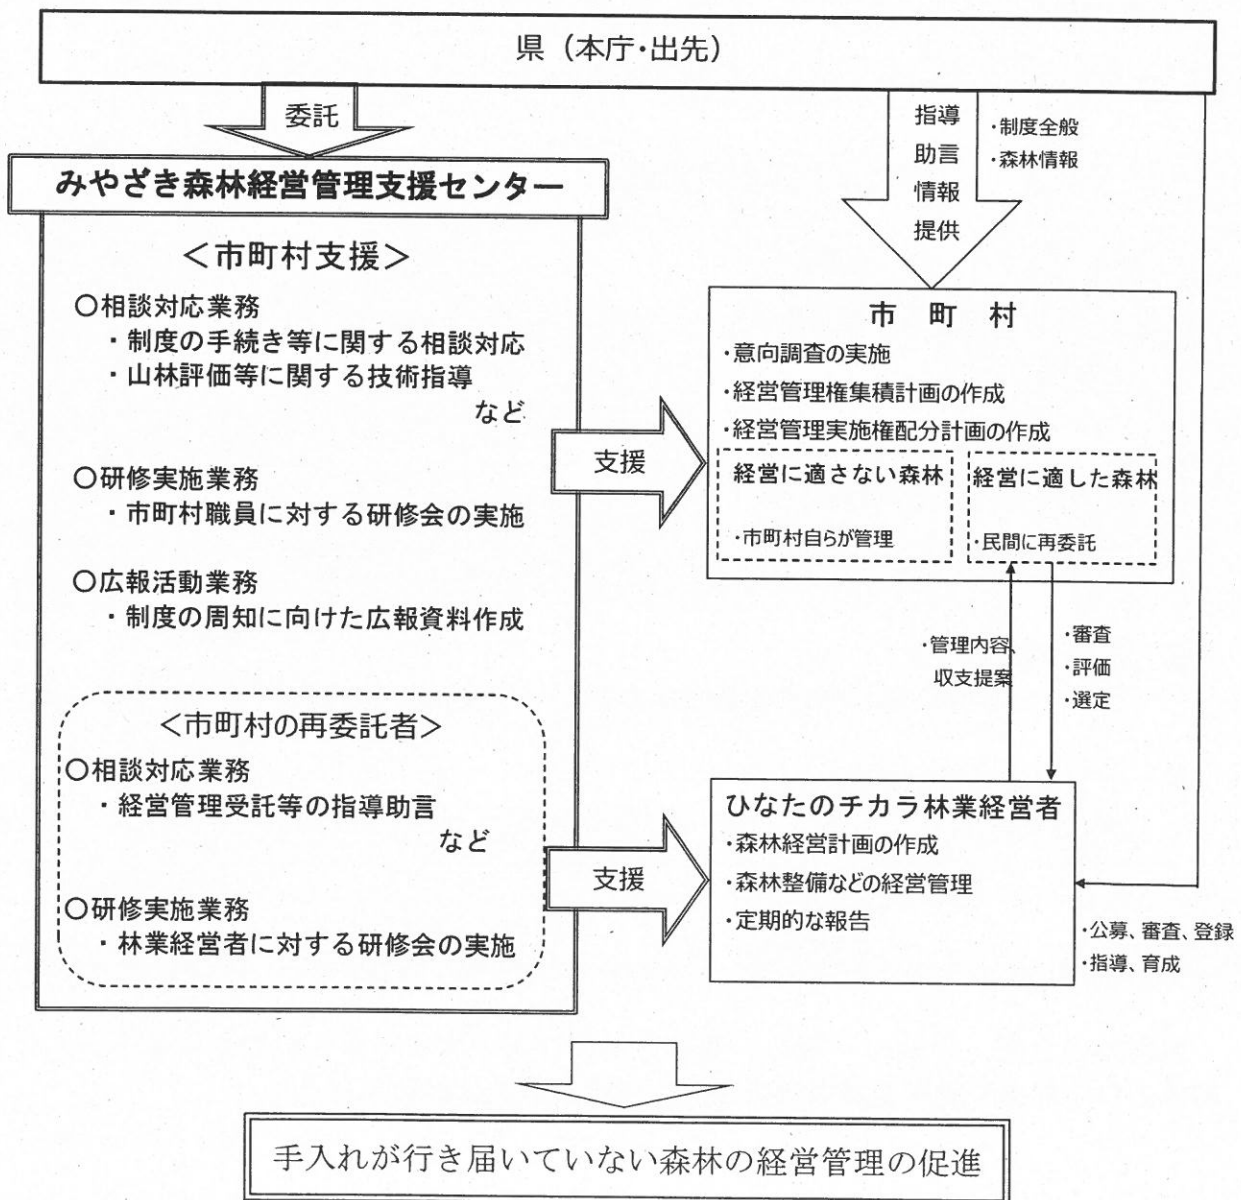 県（本庁・出先）
委託
みやざき森林経営管理支援センター
＜市町村支援＞
○相談対応業務
・制度の手続き等に関する相談対応
・山林評価等に関する技術指導
など
○研修実施業務
・市町村職員に対する研修会の実施
○広報活動業務
・制度の周知に向けた広報資料作成
＜市町村の再委託者＞
○相談対応業務
・経営管理受託等の指導助言
など
○研修実施業務
・林業経営者に対する研修会の実施
支援
支援
指導
助言
情報
提供
・制度全般
・森林情報
市 町 村
・意向調査の実施
・経営管理権集積計画の作成
・経営管理実施権配分計画の作成
経営に適さない森林
・市町村自らが管理
経営に適した森林
・民間に再委託
・管理内容、
収支提案
・審査
・評価
・選定
ひなたのチカラ林業経営者
・森林経営計画の作成
・森林整備などの経営管理
・定期的な報告
・公募、審査、登録
・指導、育成
手入れが行き届いていない森林の経営管理の促進